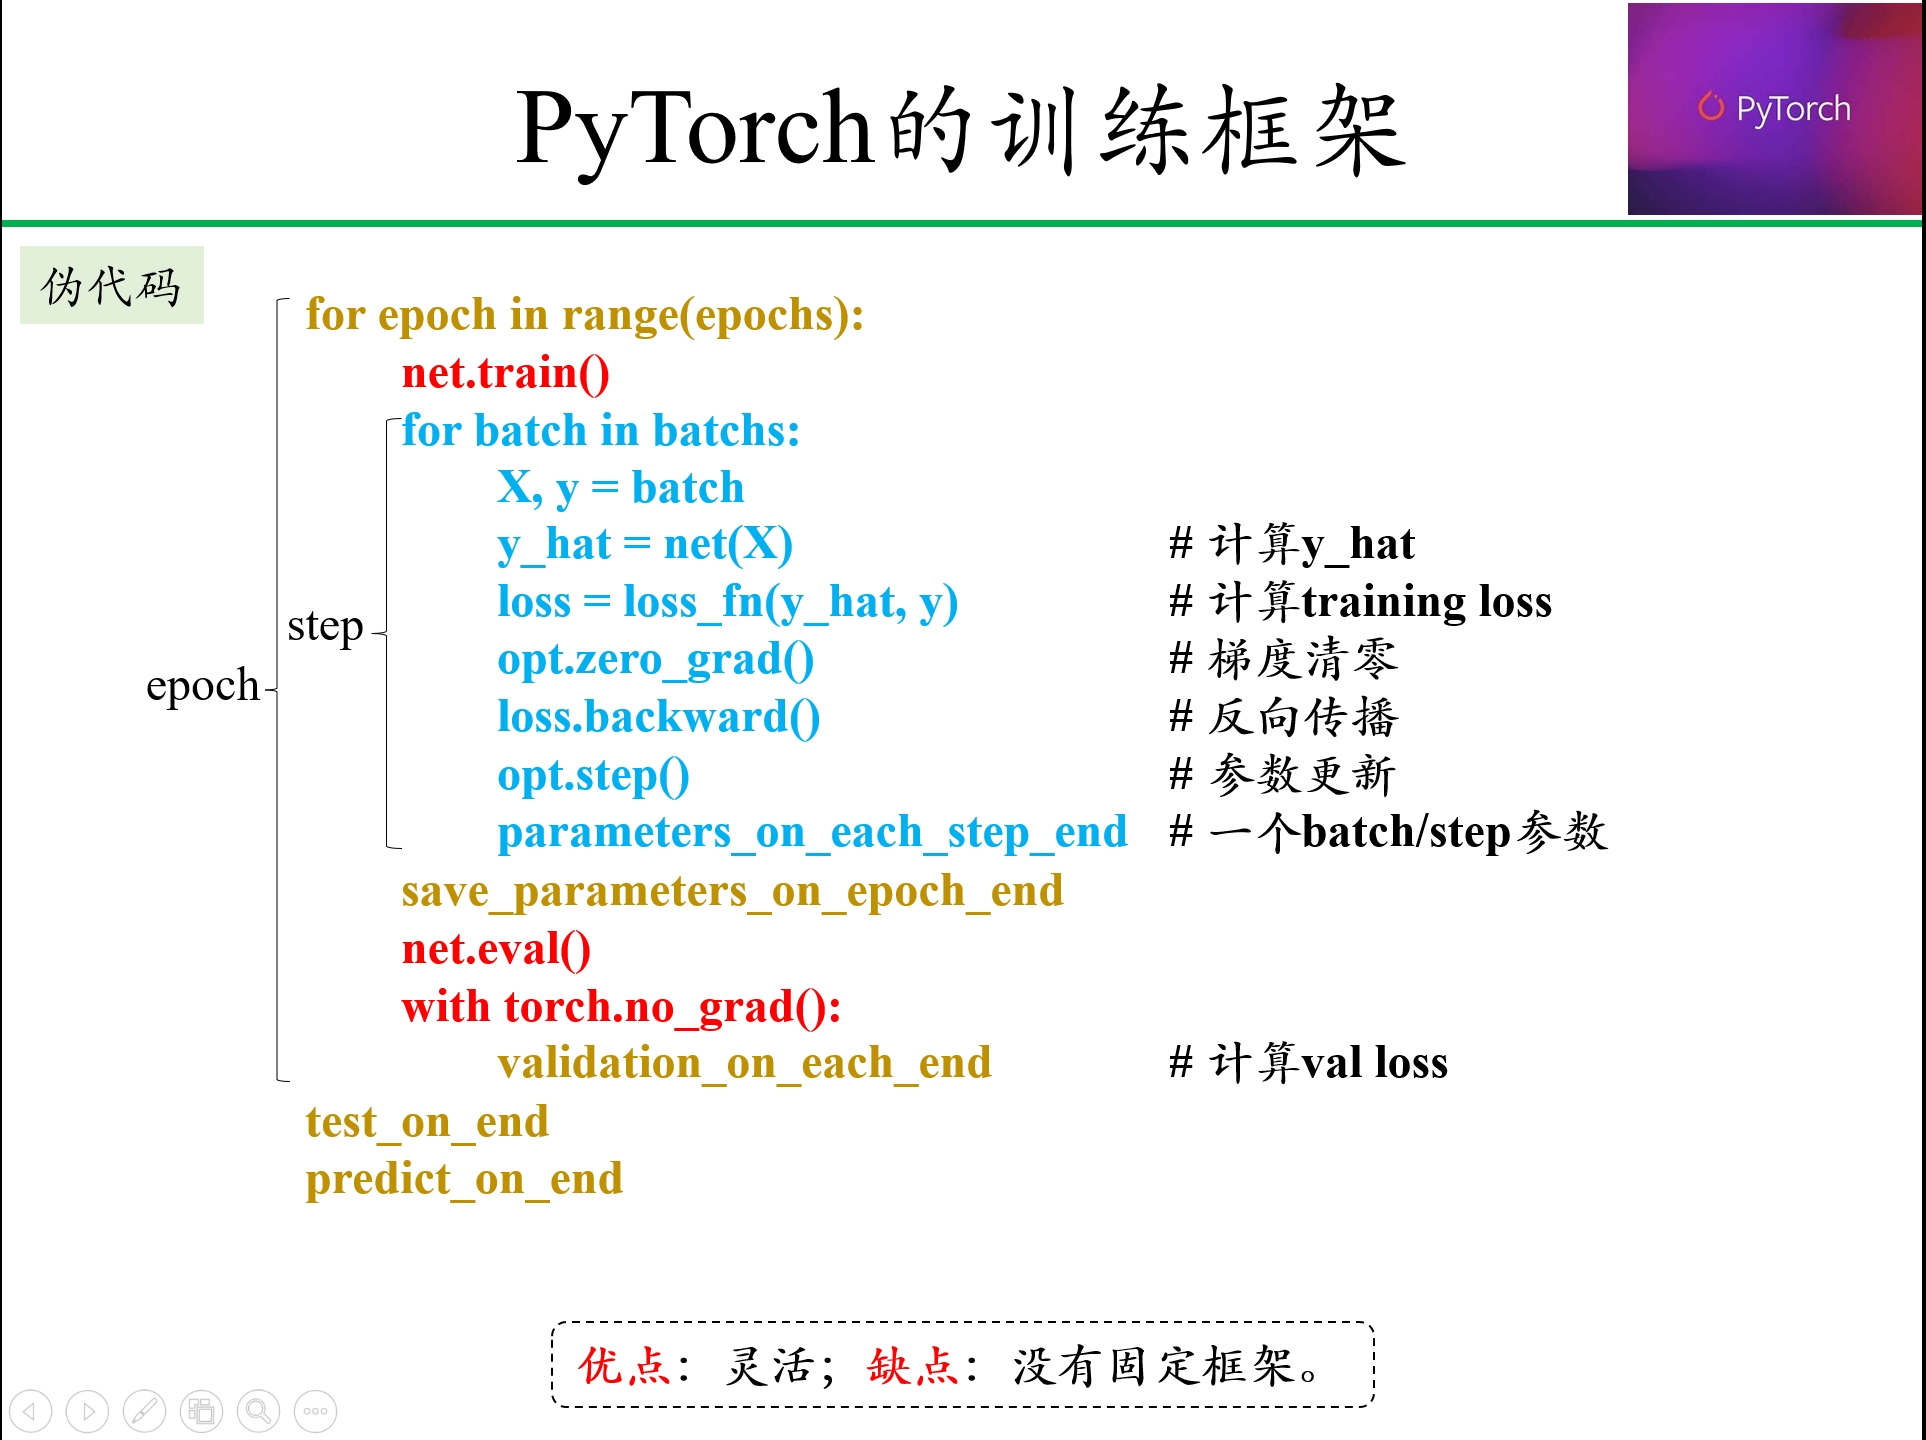 PyTorch的训练框架
PyTorch
伪代码
for epoch in range(epochs):
net.train()
for batch in batchs:
X, y = batch
y_hat = net(X) # 计算y_hat
loss = loss_fn(y_hat, y) # 计算training loss
step
opt.zero_grad() # 梯度清零
epoch
loss.backward() # 反向传播
opt.step() # 参数更新
parameters_on_each_step_end # 一个batch/step参数
save_parameters_on_epoch_end
net.eval()
with torch.no_grad():
validation_on_each_end # 计算val loss
test_on_end
predict_on_end
优点：灵活；缺点：没有固定框架。